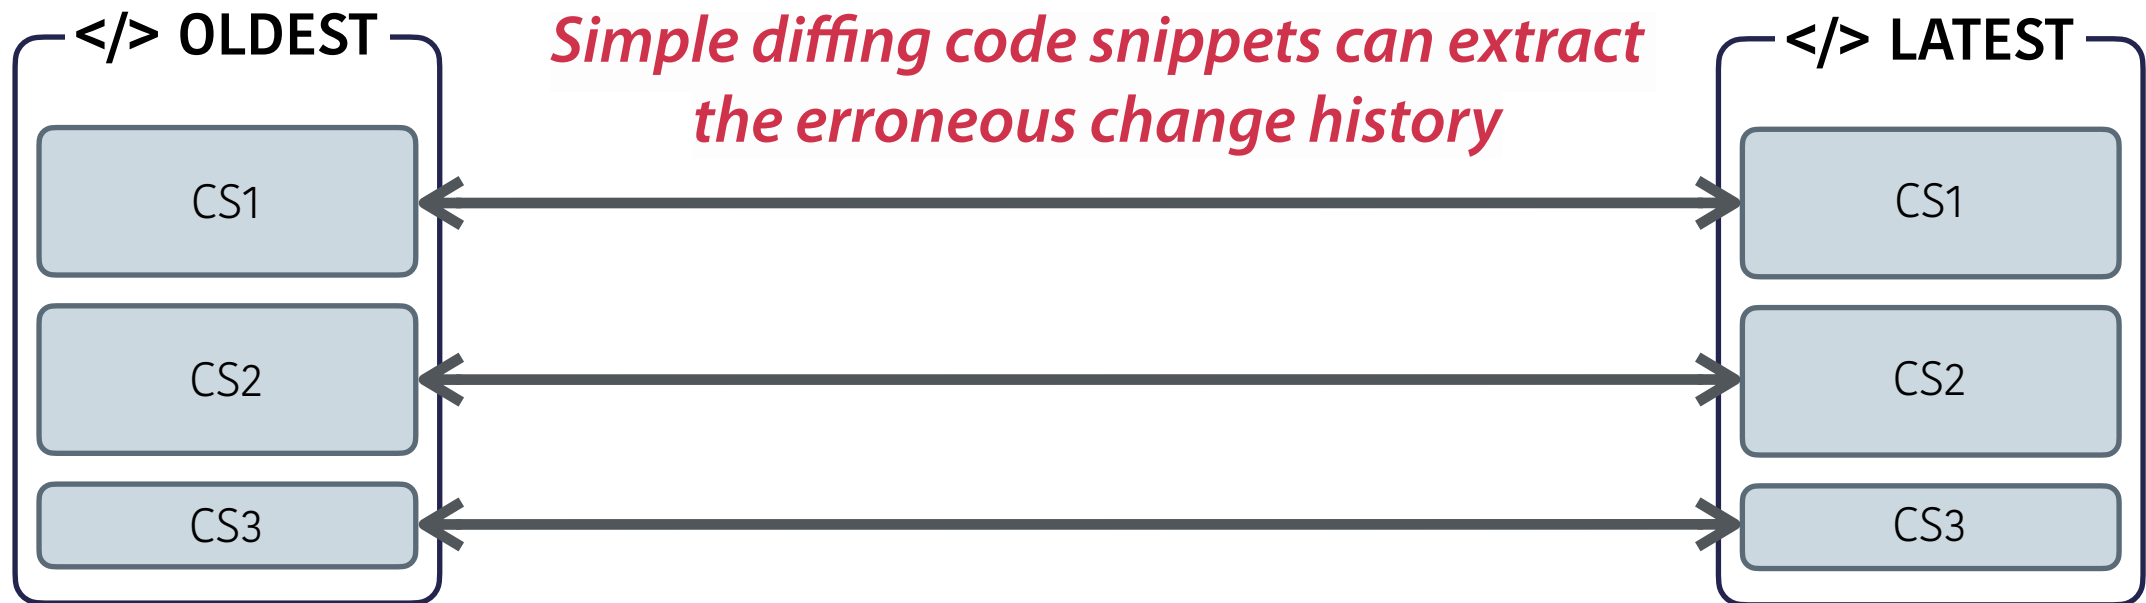 </> OLDEST
Simple diffing code snippets can extract
the erroneous change history
</> LATEST
CS1
CS1
CS2
CS2
CS3
CS3